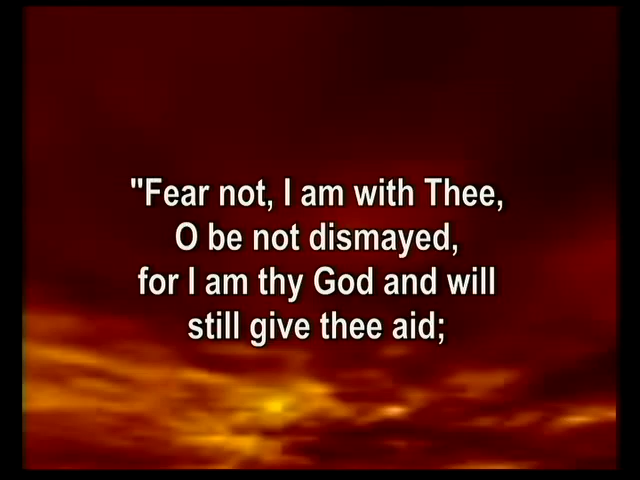 "Fear not, I am with Thee,
O be not dismayed,
for I am thy God and will
still give thee aid;